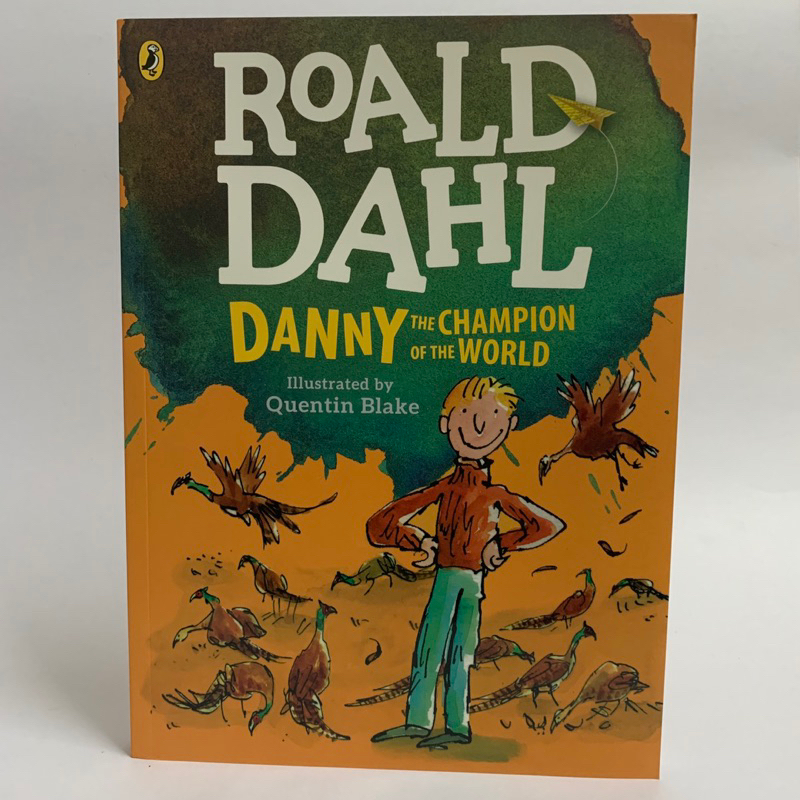 ROALD
DAHL
DANNY THE CHAMPION
OF THE WORLD
Illustrated by
Quentin Blake